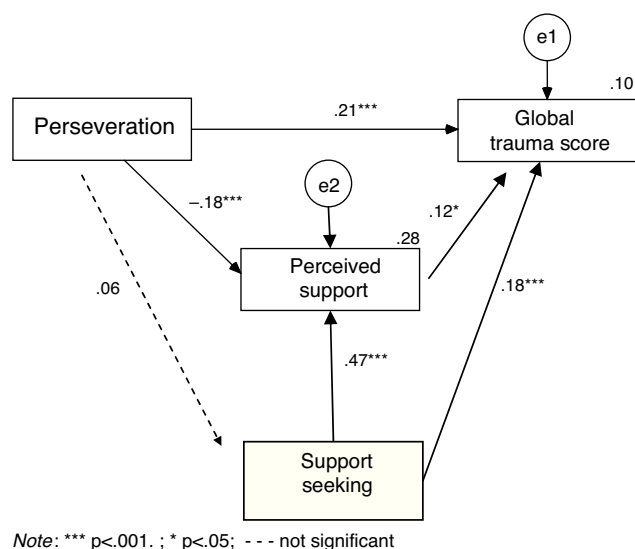 e1
.10
Perseveration
.21***
Global
trauma score
–.18***
e2
.12*
.28
Perceived
support
.06
.18***
.47***
Support
seeking
Note: *** p<.001. ; * p<.05; - - - not significant